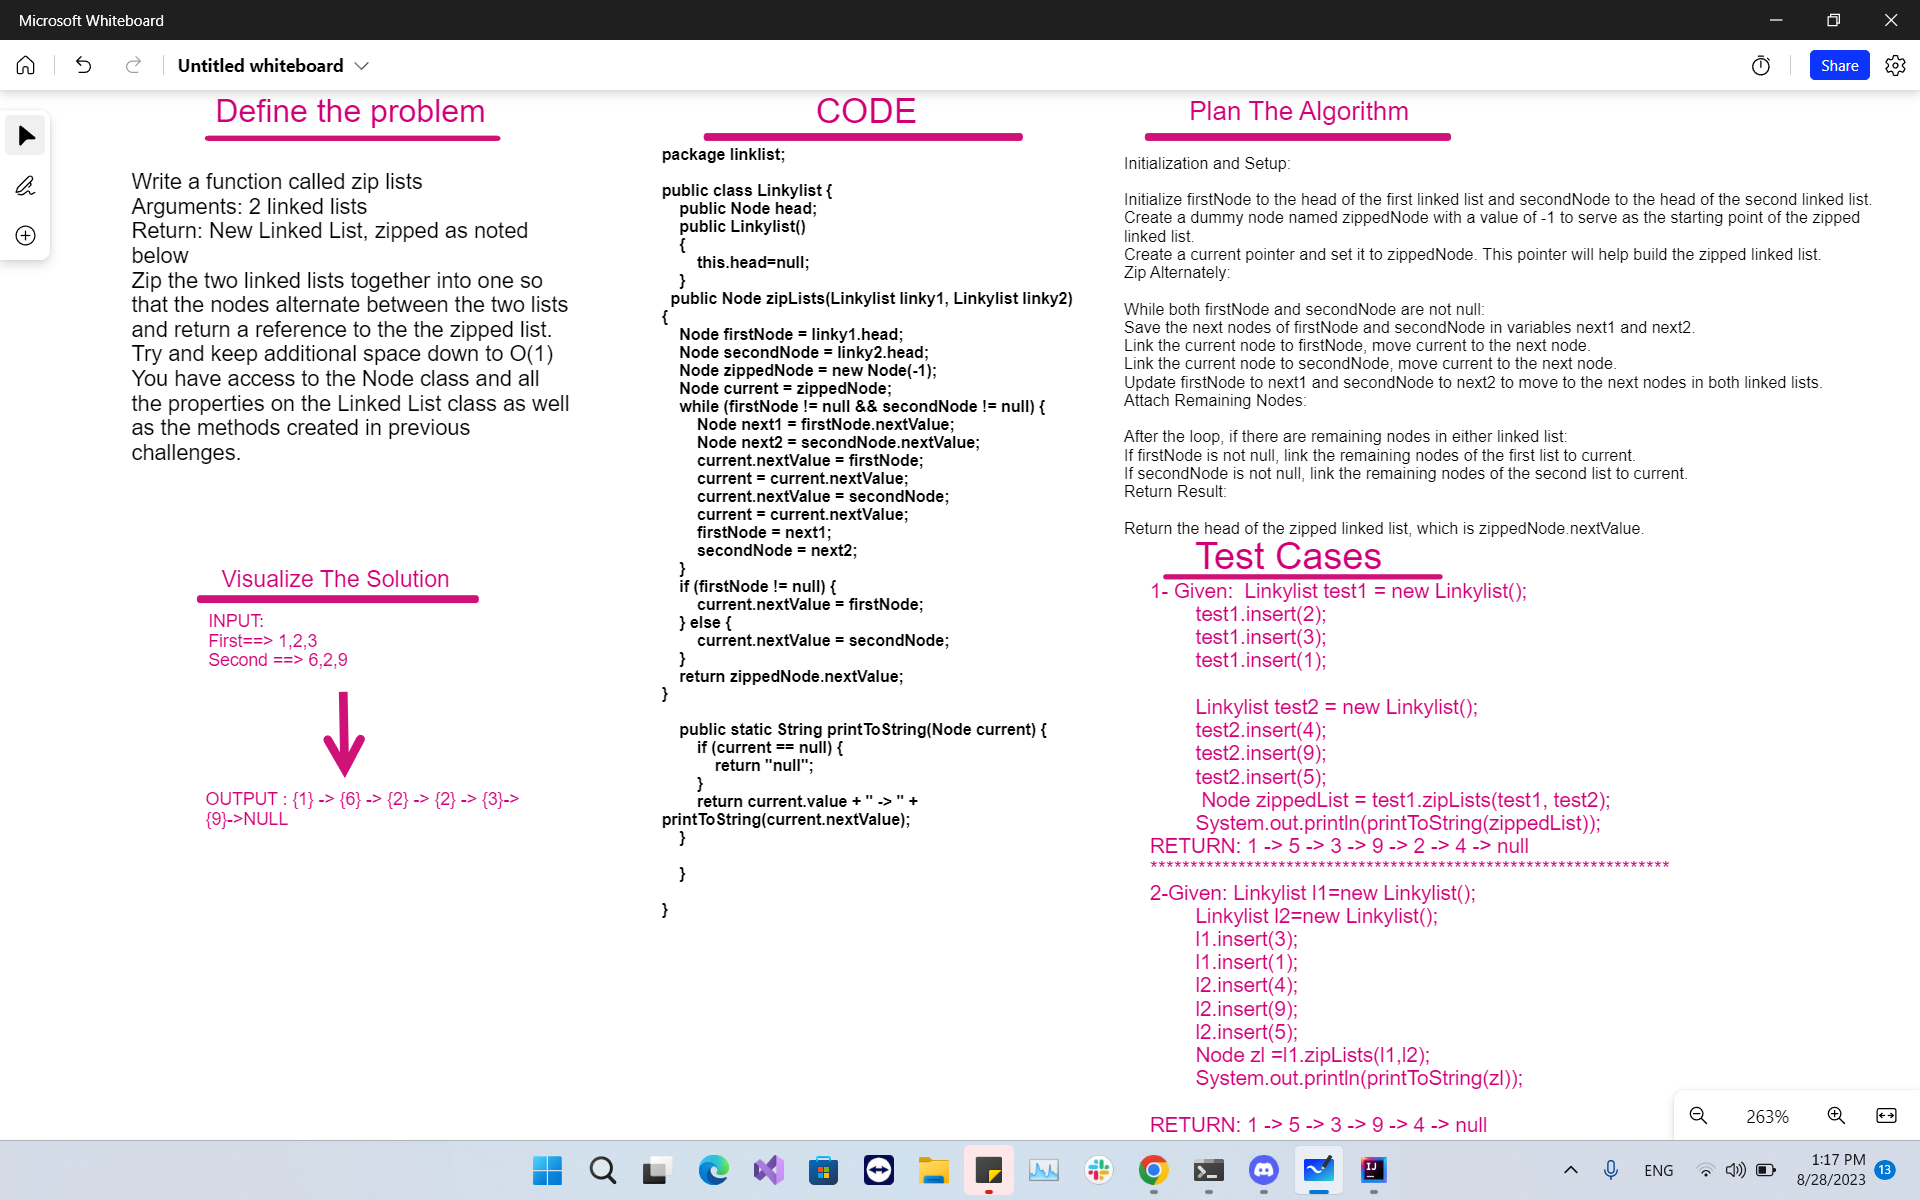 Microsoft Whiteboard
Untitled whiteboard
Share
Define the problem
Write a function called zip lists
Arguments: 2 linked lists
Return: New Linked List, zipped as noted
below
Zip the two linked lists together into one so
that the nodes alternate between the two lists
and return a reference to the the zipped list.
Try and keep additional space down to O(1)
You have access to the Node class and all
the properties on the Linked List class as well
as the methods created in previous
challenges.
Visualize The Solution
INPUT:
First==> 1,2,3
Second ==> 6,2,9
OUTPUT : {1} -> {6} -> {2} -> {2} -> {3}->
{9}->NULL
CODE
package linklist;
public class Linkylist {
public Node head;
public Linkylist()
{
this.head=null;
}
public Node zipLists(Linkylist linky1, Linkylist linky2)
{
Node firstNode = linky1.head;
Node secondNode = linky2.head;
Node zippedNode = new Node(-1);
Node current = zippedNode;
while (firstNode != null && secondNode != null) {
Node next1 = firstNode.nextValue;
Node next2 = secondNode.nextValue;
current.nextValue = firstNode;
current = current.nextValue;
current.nextValue = secondNode;
current = current.nextValue;
firstNode = next1;
secondNode = next2;
}
if (firstNode != null) {
current.nextValue = firstNode;
} else {
current.nextValue = secondNode;
}
return zippedNode.nextValue;
}
public static String printToString(Node current) {
if (current == null) {
return "null";
}
return current.value + " -> " +
printToString(current.nextValue);
}
}
}
Plan The Algorithm
Initialization and Setup:
Initialize firstNode to the head of the first linked list and secondNode to the head of the second linked list.
Create a dummy node named zippedNode with a value of -1 to serve as the starting point of the zipped
linked list.
Create a current pointer and set it to zippedNode. This pointer will help build the zipped linked list.
Zip Alternately:
While both firstNode and secondNode are not null:
Save the next nodes of firstNode and secondNode in variables next1 and next2.
Link the current node to firstNode, move current to the next node.
Link the current node to secondNode, move current to the next node.
Update firstNode to next1 and secondNode to next2 to move to the next nodes in both linked lists.
Attach Remaining Nodes:
After the loop, if there are remaining nodes in either linked list:
If firstNode is not null, link the remaining nodes of the first list to current.
If secondNode is not null, link the remaining nodes of the second list to current.
Return Result:
Return the head of the zipped linked list, which is zippedNode.nextValue.
Test Cases
1- Given: Linkylist test1 = new Linkylist();
test1.insert(2);
test1.insert(3);
test1.insert(1);
Linkylist test2 = new Linkylist();
test2.insert(4);
test2.insert(9);
test2.insert(5);
Node zippedList = test1.zipLists(test1, test2);
System.out.println(printToString(zippedList));
RETURN: 1 -> 5 -> 3 -> 9 -> 2 -> 4 -> null
*****************************************************************
2-Given: Linkylist l1=new Linkylist();
Linkylist l2=new Linkylist();
l1.insert(3);
l1.insert(1);
l2.insert(4);
l2.insert(9);
l2.insert(5);
Node zl =l1.zipLists(l1,l2);
System.out.println(printToString(zl));
RETURN: 1 -> 5 -> 3 -> 9 -> 4 -> null
263%
IJ
ENG
1:17 PM
8/28/2023
13